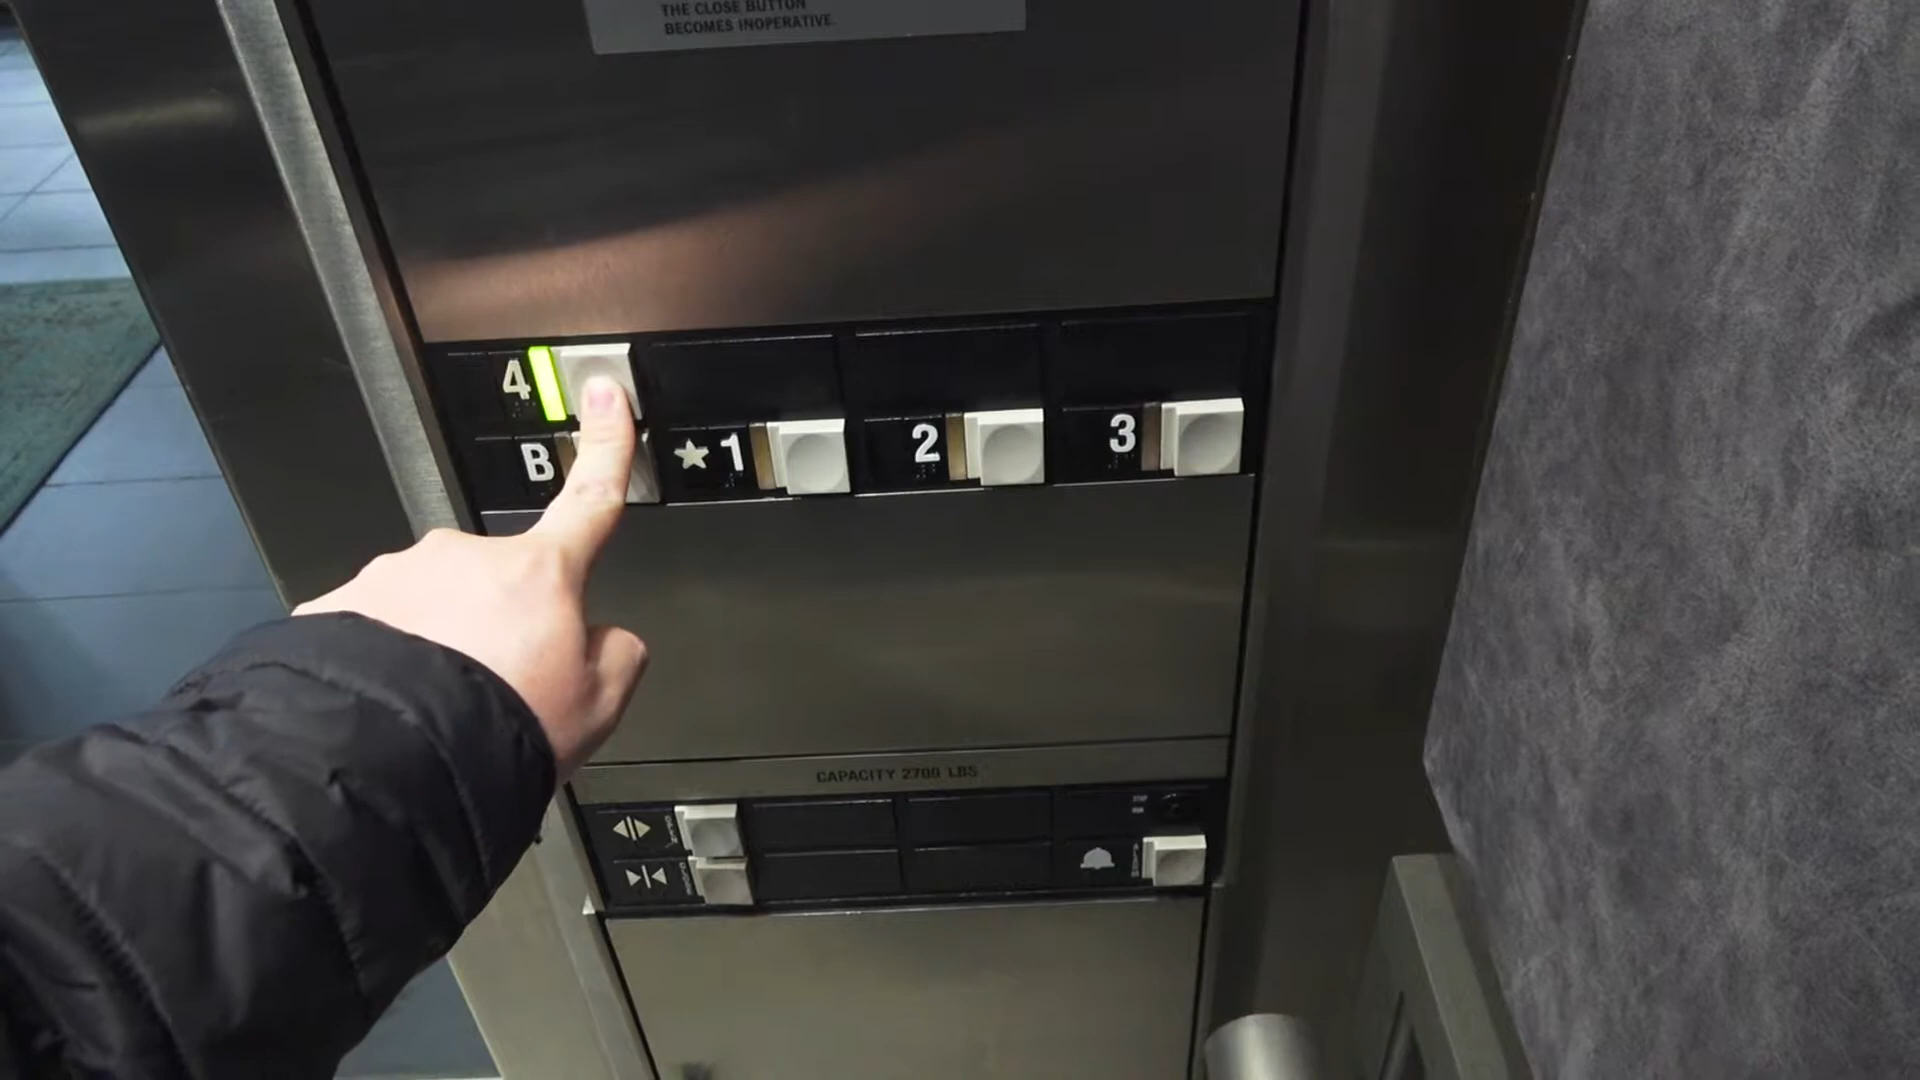 THE CLOSE BUTTON
BECOMES INOPERATIVE.
4
B ★1 2 3
CAPACITY 2700 LBS